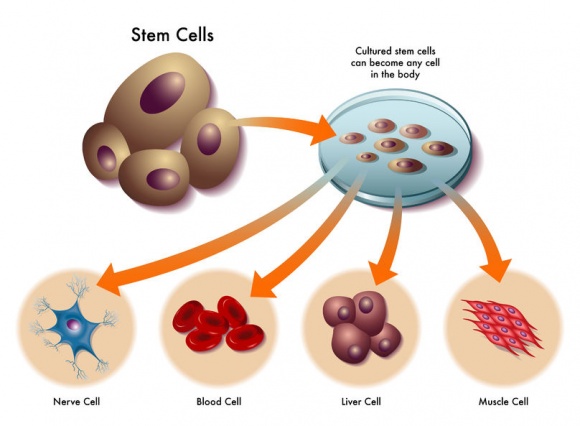 Stem Cells
Cultured stem cells
can become any cell
in the body
Nerve Cell
Blood Cell
Liver Cell
Muscle Cell